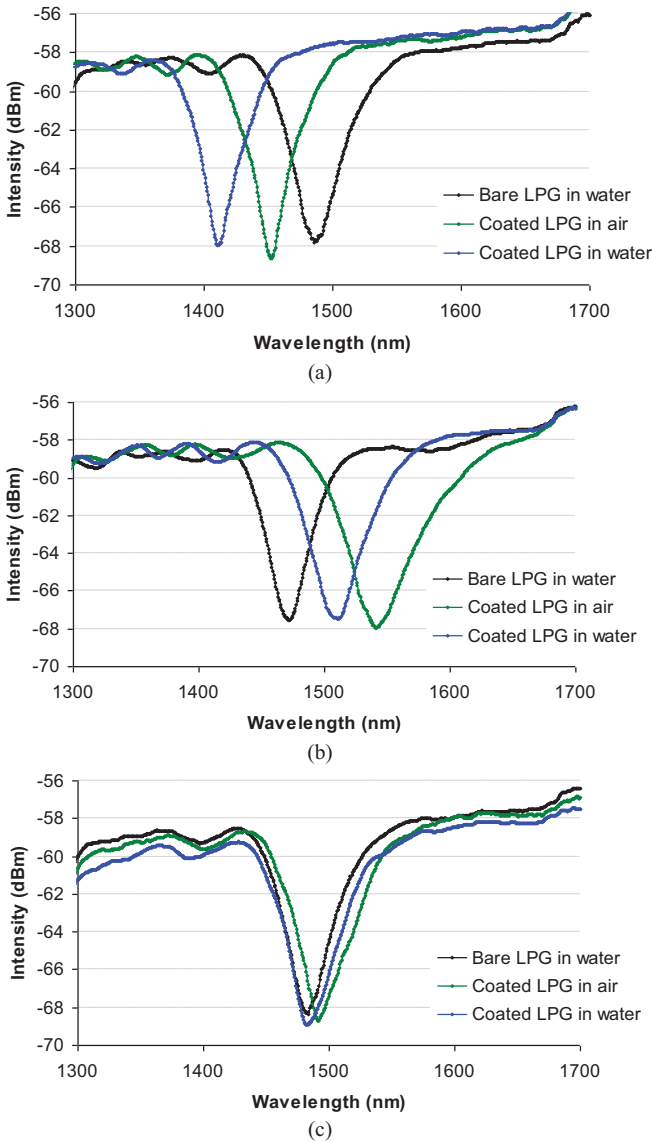 -56
-58
-60
-62
-64
-66
-68
-70
Intensity (dBm)
Bare LPG in water
Coated LPG in air
Coated LPG in water
1300 1400 1500 1600 1700
Wavelength (nm)
(a)
-56
-58
-60
-62
-64
-66
-68
-70
Intensity (dBm)
Bare LPG in water
Coated LPG in air
Coated LPG in water
1300 1400 1500 1600 1700
Wavelength (nm)
(b)
-56
-58
-60
-62
-64
-66
-68
-70
Intensity (dBm)
Bare LPG in water
Coated LPG in air
Coated LPG in water
1300 1400 1500 1600 1700
Wavelength (nm)
(c)